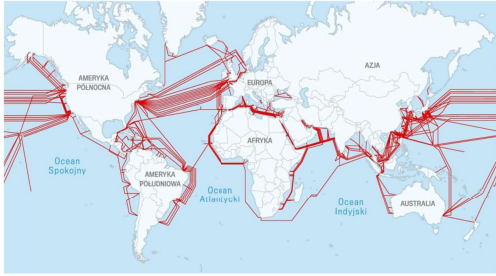 AMERYKA
PÓŁNOCNA
EUROPA
AZJA
AFRYKA
Ocean
Spokojny
AMERYKA
POŁUDNIOWA
Ocean
Atlantycki
Ocean
Indyjski
AUSTRALIA